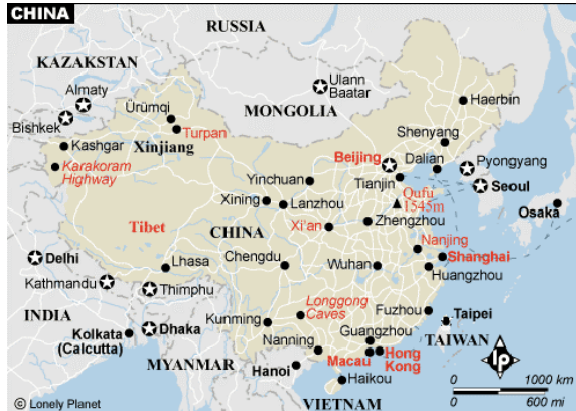 CHINA
RUSSIA
KAZAKSTAN
Almaty
Bishkek
Ulann
Baatar
MONGOLIA
Haerbin
Ürümqi
Turpan
Kashgar
Xinjiang
Karakoram
Highway
Shenyang
Beijing
Dalian
Pyongyang
Tianjin
Seoul
Yinchuan
Qufu
1545m
Osaka
Xining
Lanzhou
Zhengzhou
Tibet
Xi'an
CHINA
Nanjing
Shanghai
Delhi
Lhasa
Chengdu
Wuhan
Huangzhou
Kathmandu
Thimphu
Longgong
Caves
Fuzhou
Taipei
INDIA
Dhaka
Kolkata
(Calcutta)
Kunming
Guangzhou
TAIWAN
Nanning
Macau
Hong
Kong
MYANMAR
Hanoi
Haikou
VIETNAM
lp
0 1000 km
0 600 mi
© Lonely Planet